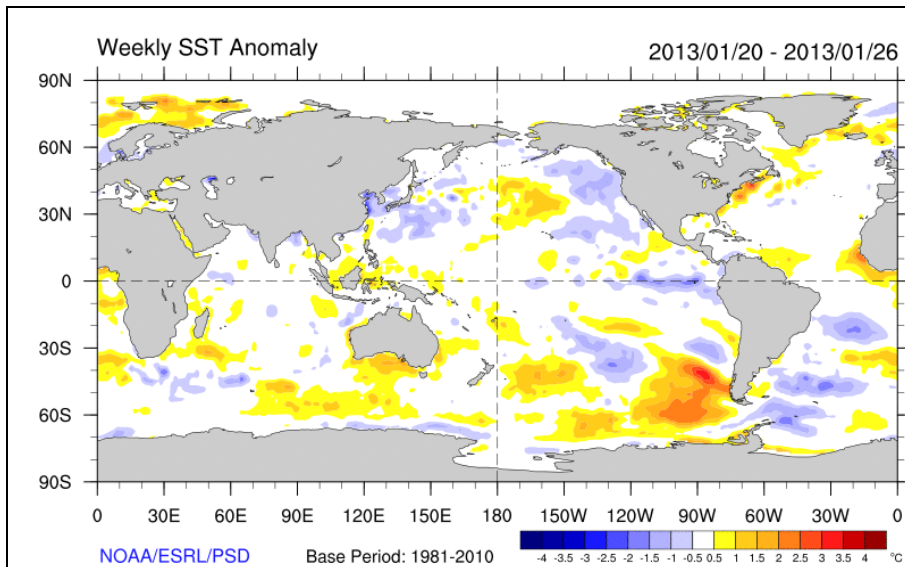 Weekly SST Anomaly 2013/01/20 - 2013/01/26
90N
60N
30N
0
30S
60S
90S
0 30E 60E 90E 120E 150E 180 150W 120W 90W 60W 30W 0W
NOAA/ESRL/PSD Base Period: 1981-2010
-4 -3.5 -3 -2.5 -2 -1.5 -1 -0.5 0.5 1 1.5 2 2.5 3 3.5 4 °C